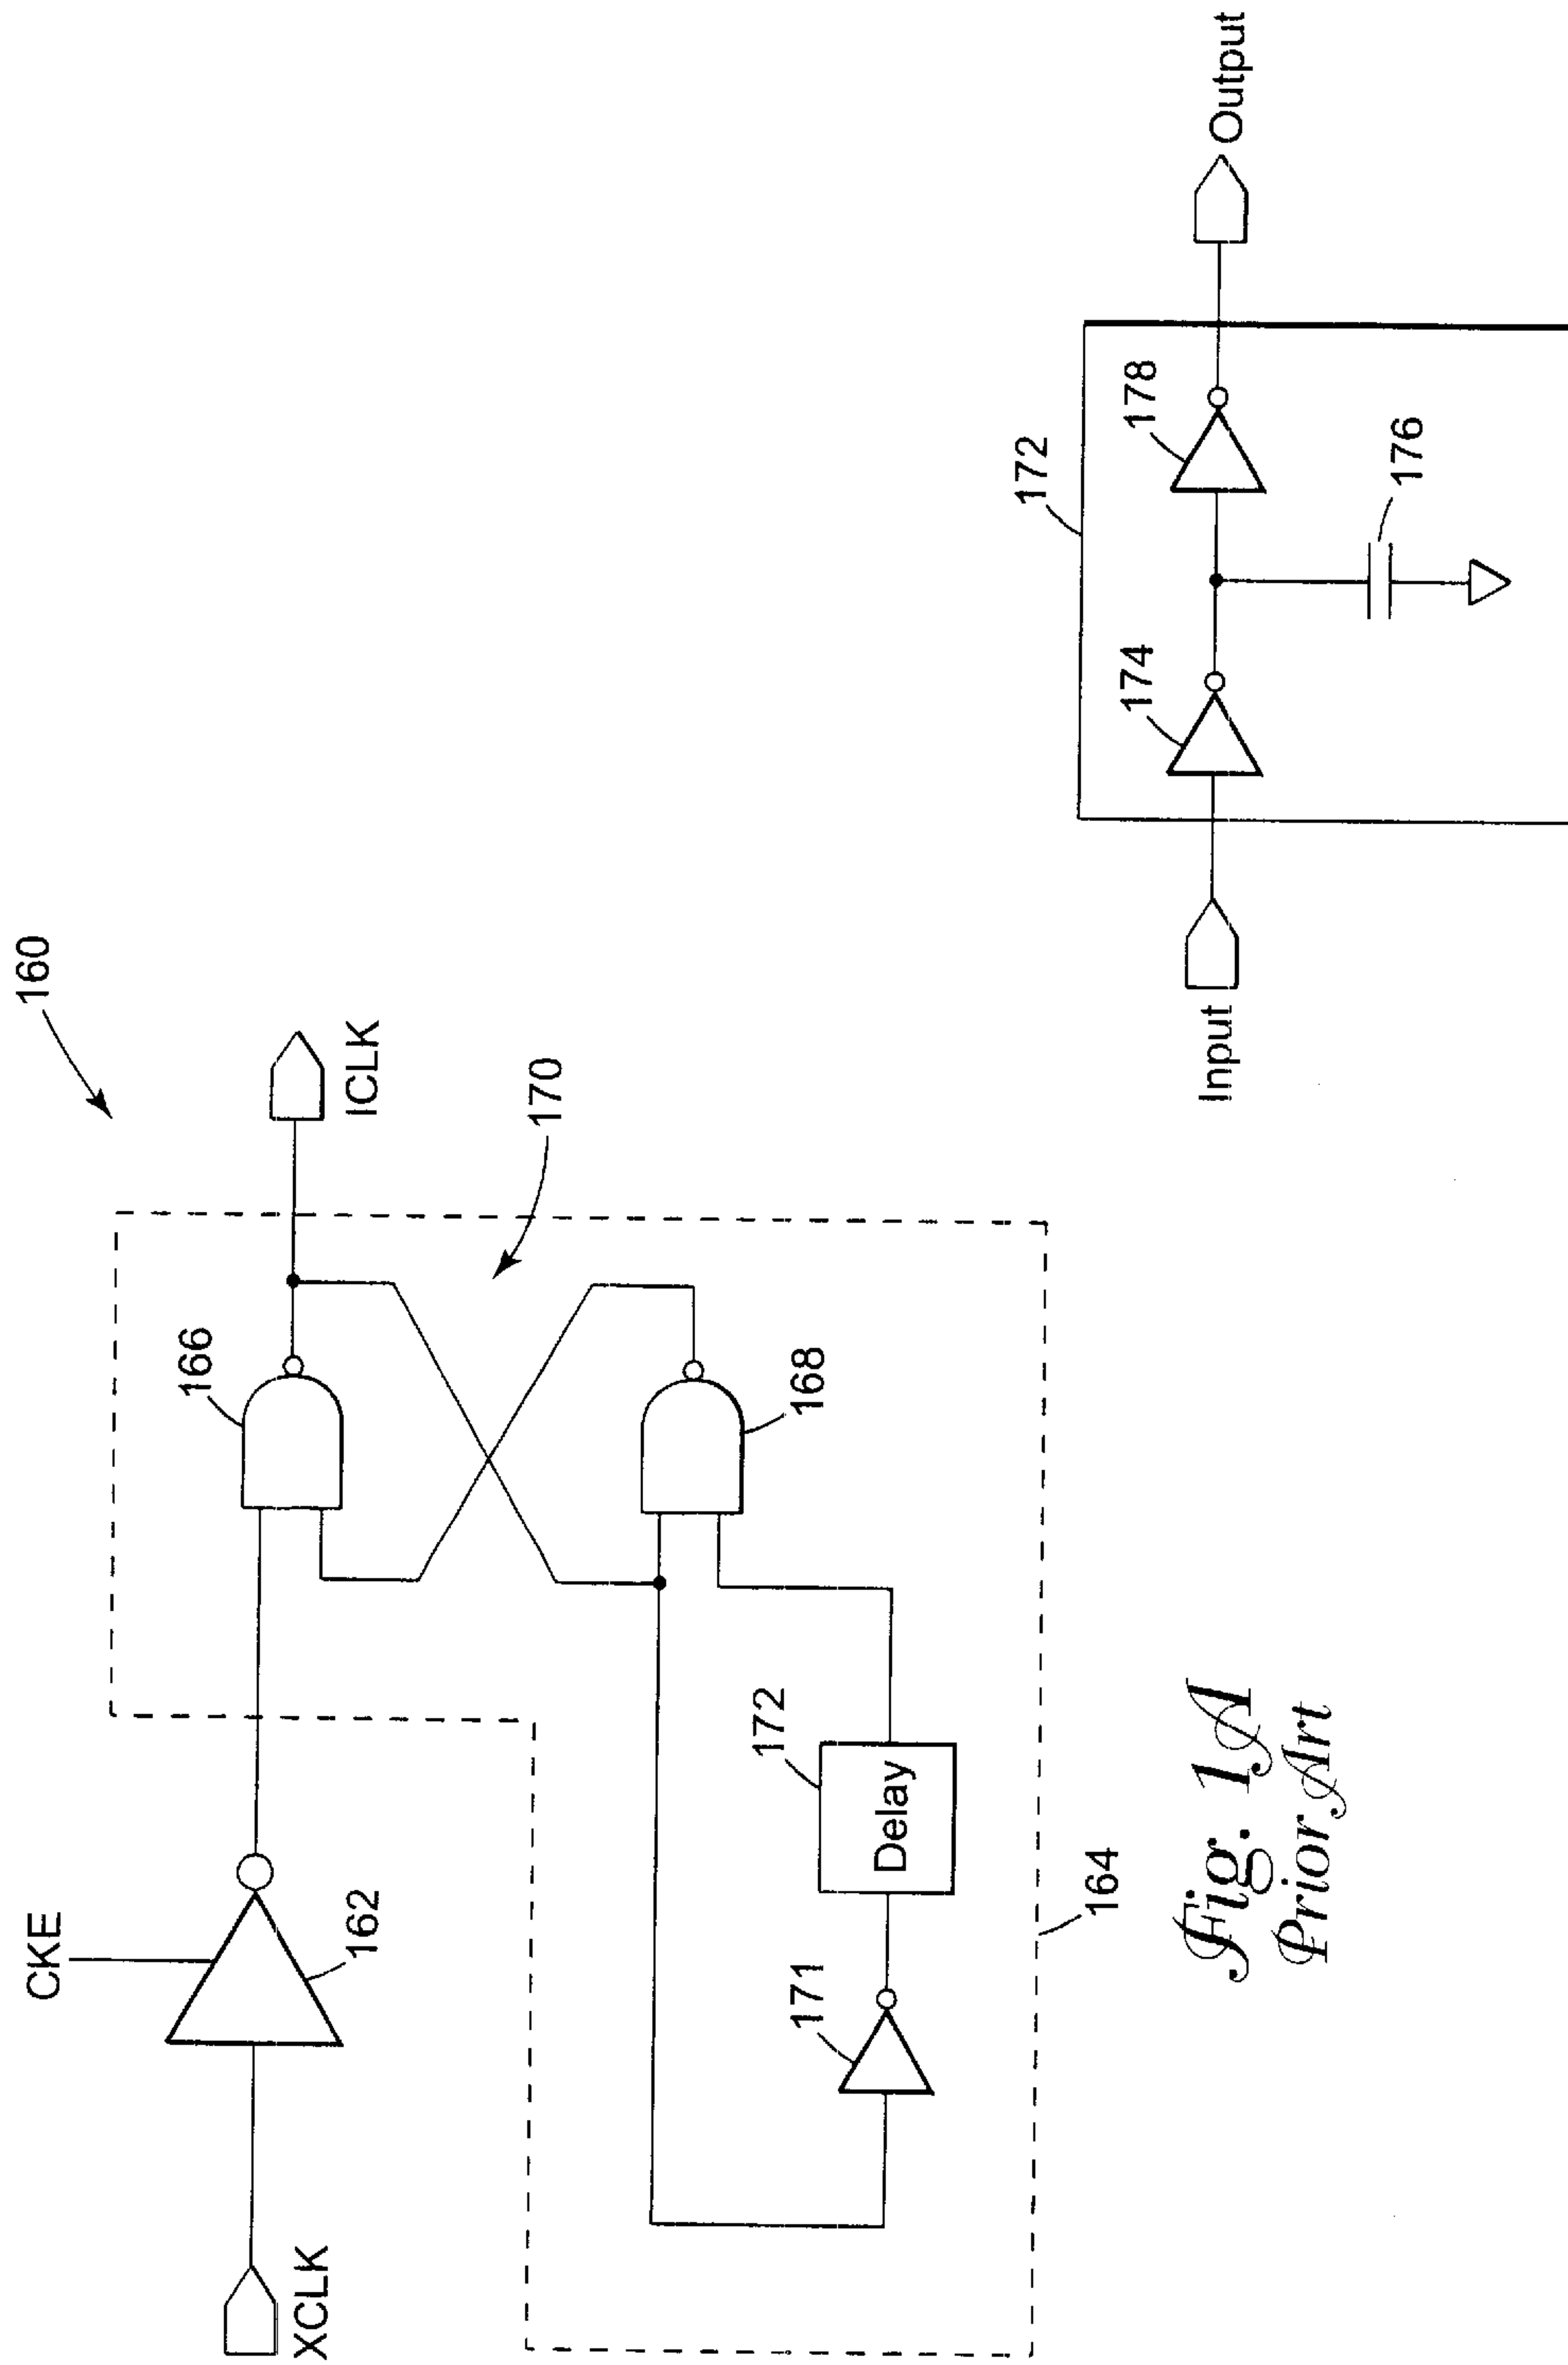 160
CKE
XCLK
162
166
ICLK
170
168
172
Delay
171
164
172
174
178
176
Input
Output
Fig. 1A
Prior Art